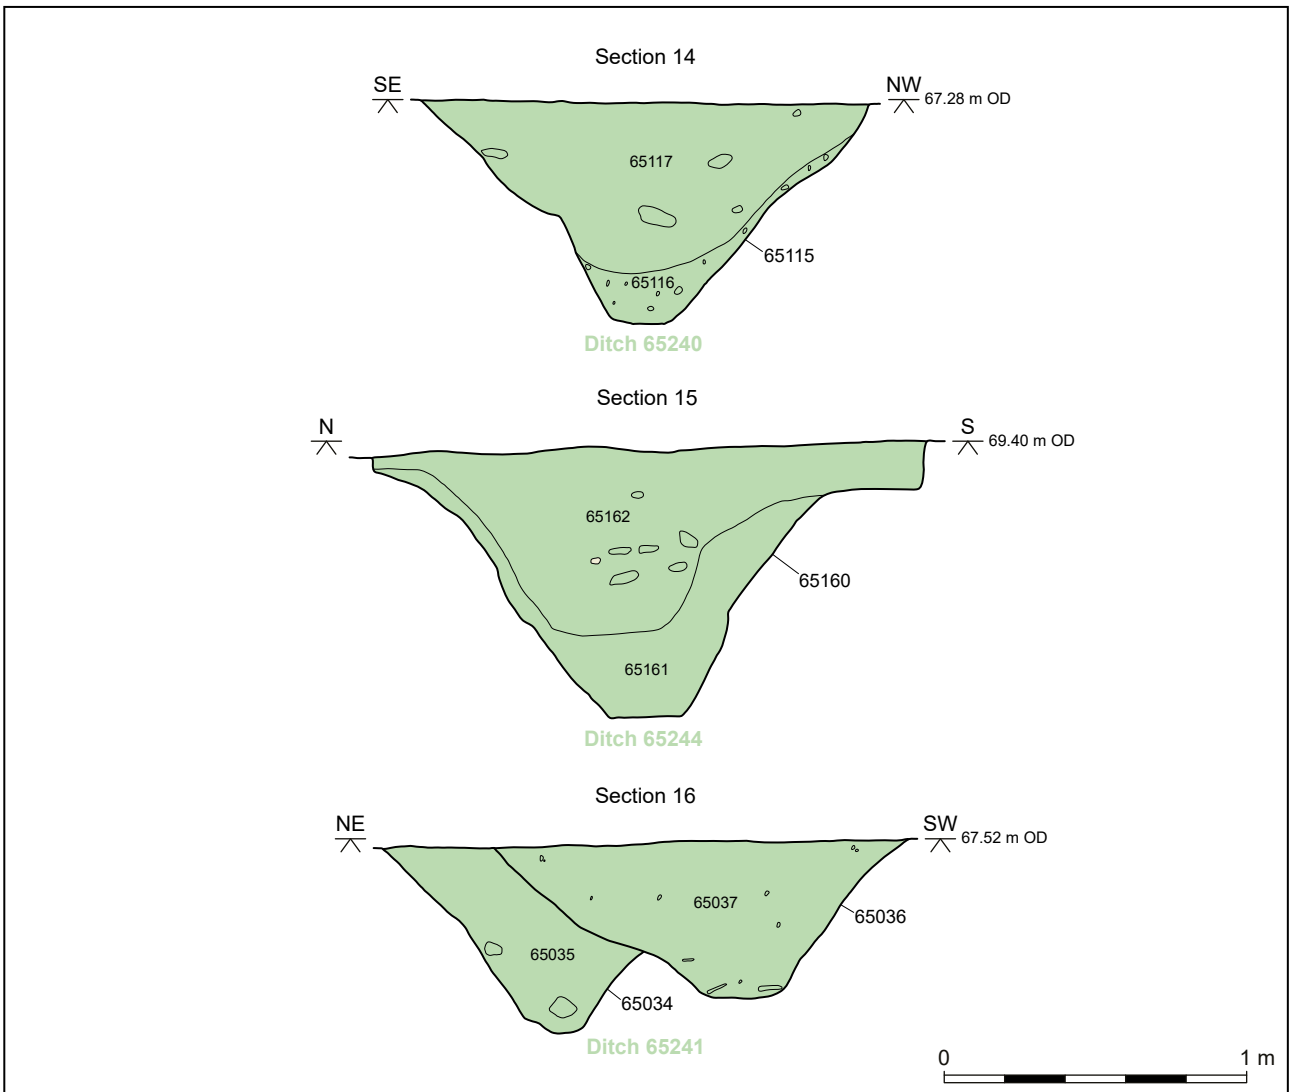 Section 14
SE
NW
67.28 m OD
65117
65115
65116
Ditch 65240
Section 15
N
S
69.40 m OD
65162
65160
65161
Ditch 65244
Section 16
NE
SW
67.52 m OD
65037
65036
65035
65034
Ditch 65241
0
1 m